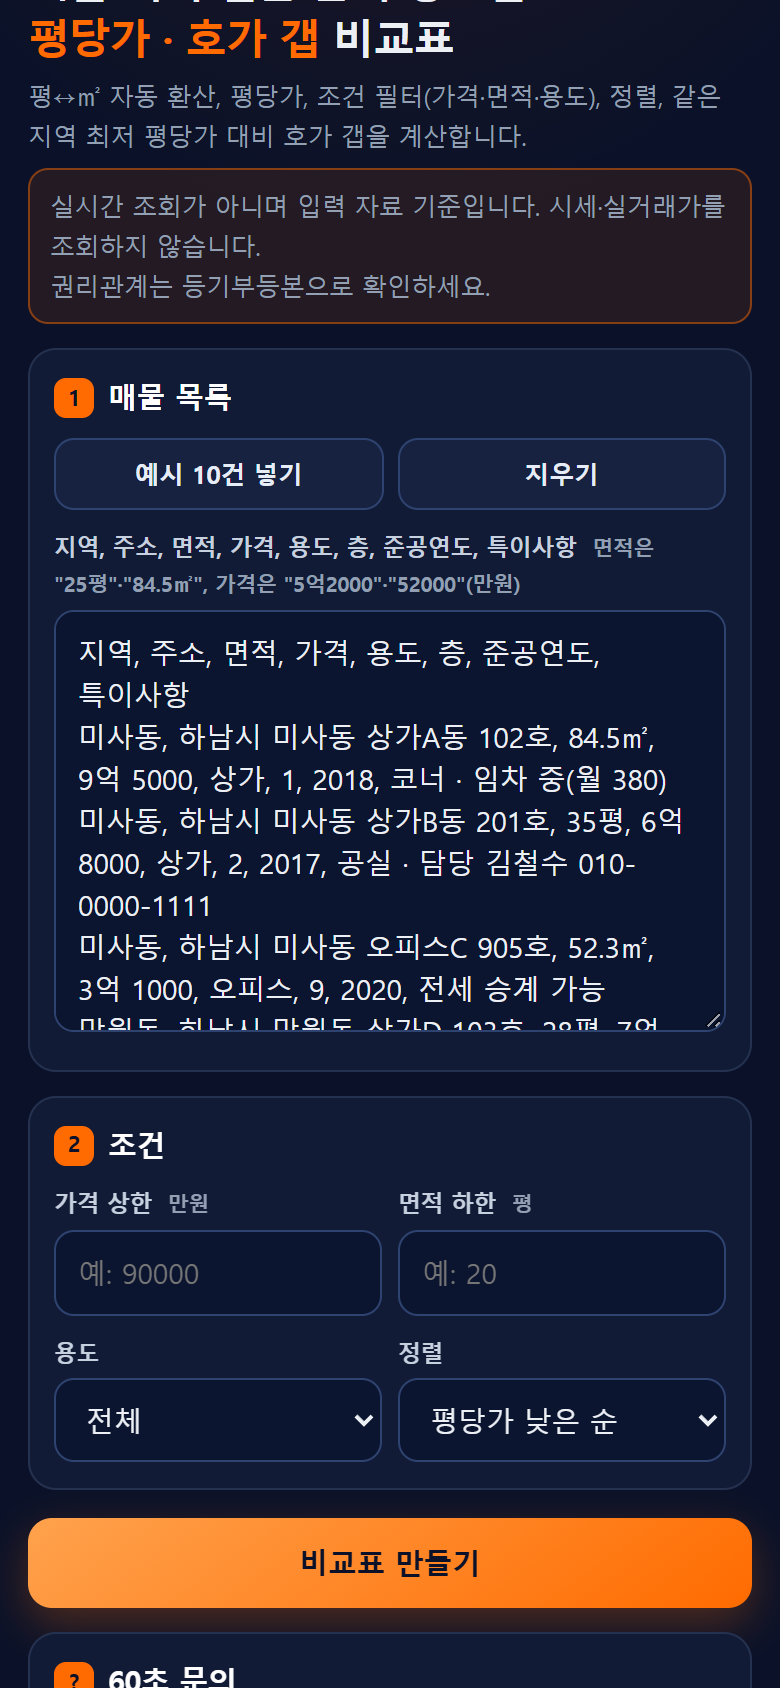 평당가 · 호가 갭 비교표
평↔㎡ 자동 환산, 평당가, 조건 필터(가격·면적·용도), 정렬, 같은
지역 최저 평당가 대비 호가 갭을 계산합니다.
실시간 조회가 아니며 입력 자료 기준입니다. 시세·실거래가를
조회하지 않습니다.
권리관계는 등기부등본으로 확인하세요.
1 매물 목록
예시 10건 넣기
지우기
지역, 주소, 면적, 가격, 용도, 층, 준공연도, 특이사항 면적은
"25평"·"84.5㎡", 가격은 "5억2000"·"52000"(만원)
지역, 주소, 면적, 가격, 용도, 층, 준공연도,
특이사항
미사동, 하남시 미사동 상가A동 102호, 84.5㎡,
9억 5000, 상가, 1, 2018, 코너 · 임차 중(월 380)
미사동, 하남시 미사동 상가B동 201호, 35평, 6억
8000, 상가, 2, 2017, 공실 · 담당 김철수 010-
0000-1111
미사동, 하남시 미사동 오피스C 905호, 52.3㎡,
3억 1000, 오피스, 9, 2020, 전세 승계 가능
하남시 상가D 103호, 28평, 7억
2 조건
가격 상한 만원
면적 하한 평
예: 90000
예: 20
용도
정렬
전체
평당가 낮은 순
비교표 만들기
? 60초 문의